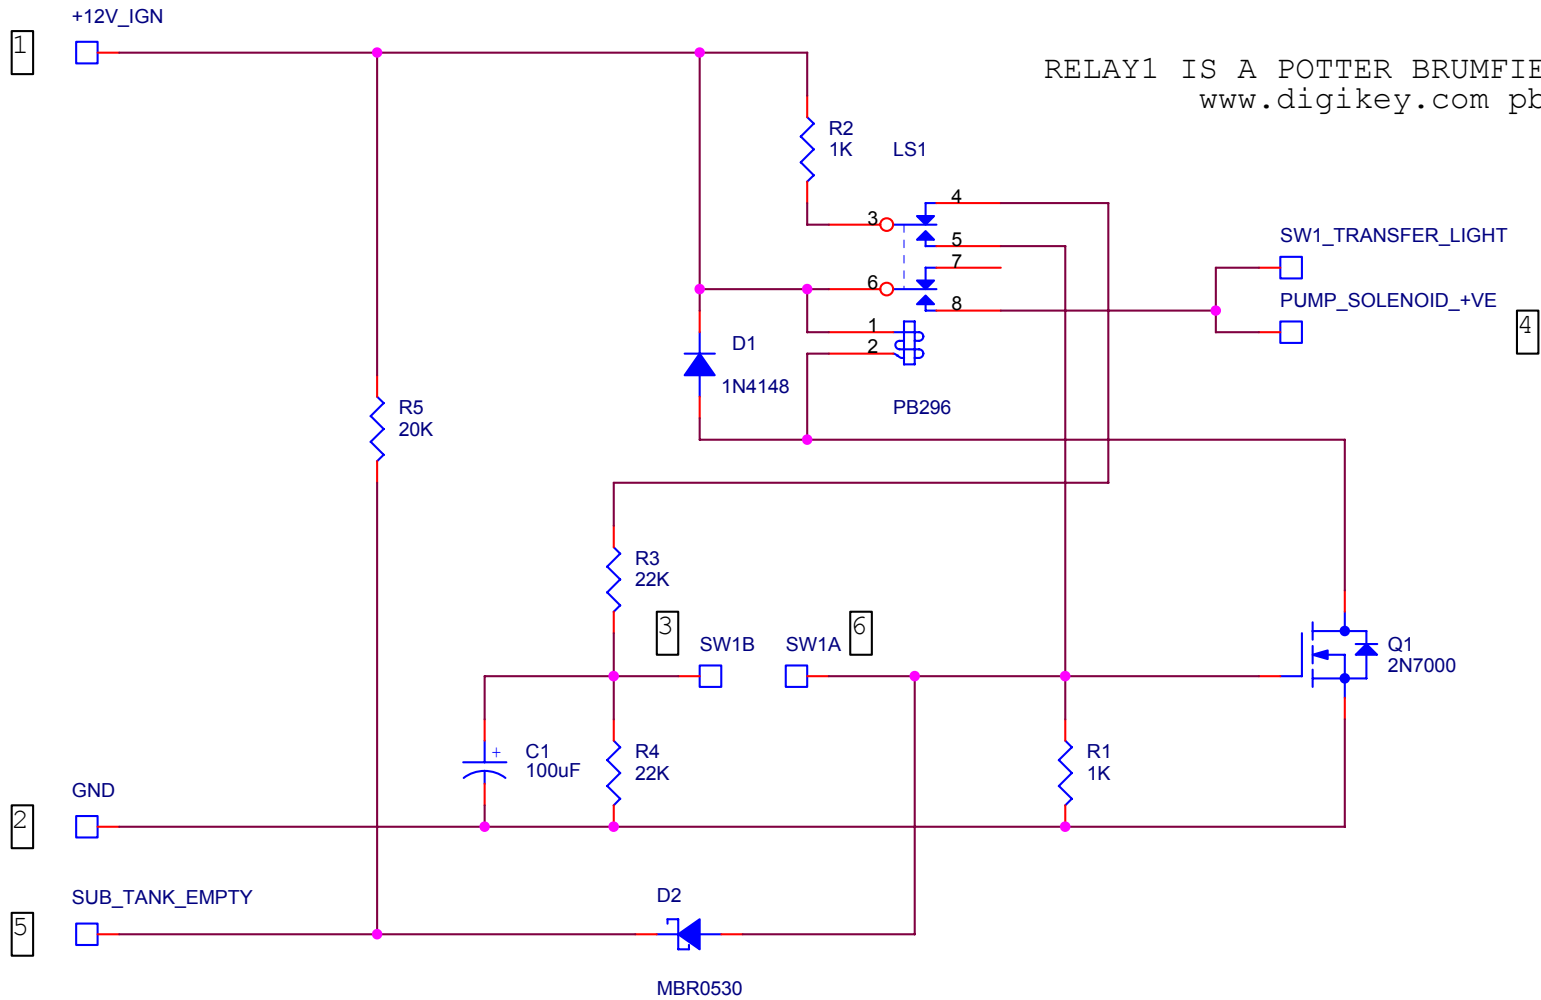 +12V_IGN
1
RELAY1 IS A POTTER
www.digikey.com
R2
1K
LS1
3
4
5
7
6
8
1
2
SW1_TRANSFER_LIGHT
PUMP_SOLENOID_+VE
4
D1
1N4148
PB296
R5
20K
R3
22K
3
SW1B
SW1A
6
Q1
2N7000
+
C1
100uF
R4
22K
R1
1K
GND
2
SUB_TANK_EMPTY
5
D2
MBR0530